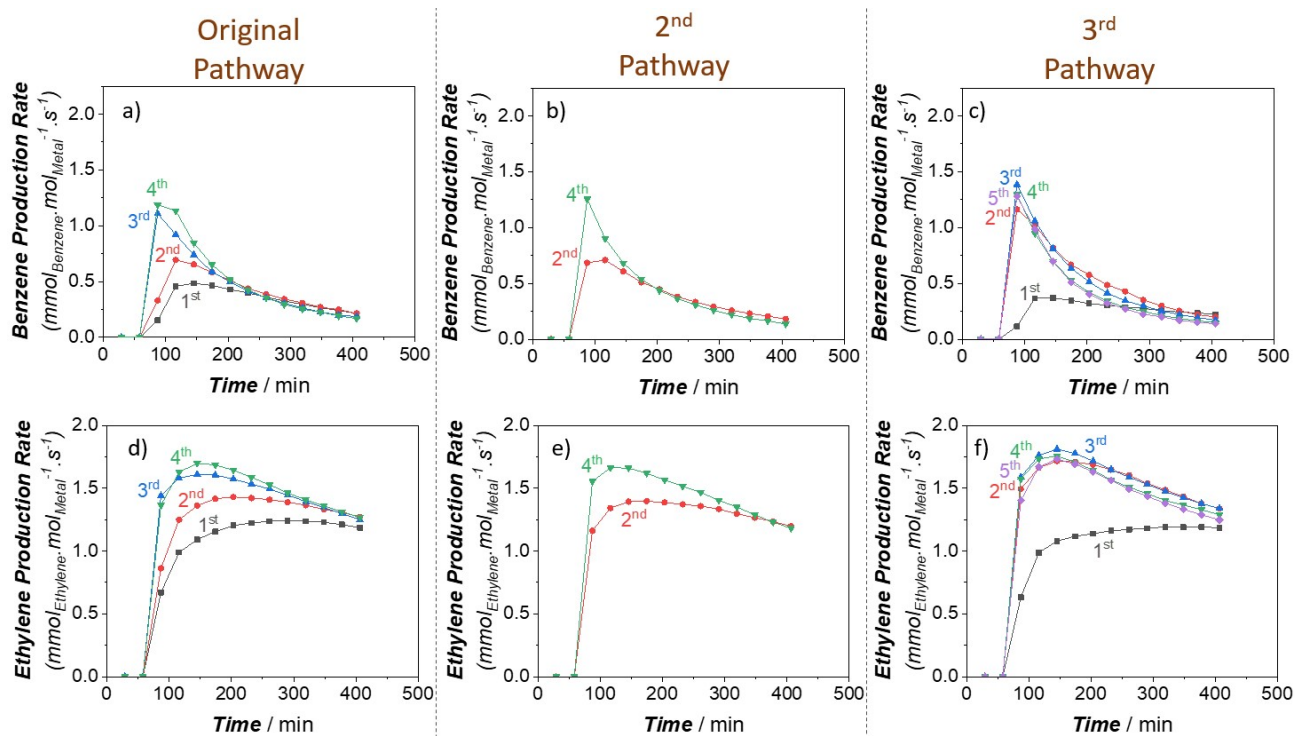 Original
Pathway
2nd
Pathway
3rd
Pathway
Benzene Production Rate
(mmolBenzene.molMetal-1.s-1)
2.0
1.5
1.0
0.5
0.0
a)
4th
3rd
2nd
1st
0 100 200 300 400 500
Time / min
Benzene Production Rate
(mmolBenzene.molMetal-1.s-1)
2.0
1.5
1.0
0.5
0.0
b)
4th
2nd
0 100 200 300 400 500
Time / min
Benzene Production Rate
(mmolBenzene.molMetal-1.s-1)
2.0
1.5
1.0
0.5
0.0
c)
3rd
5th 4th
2nd
1st
0 100 200 300 400 500
Time / min
Ethylene Production Rate
(mmolEthylene.molMetal-1.s-1)
2.0
1.5
1.0
0.5
0.0
d)
4th
3rd
2nd
1st
0 100 200 300 400 500
Time / min
Ethylene Production Rate
(mmolEthylene.molMetal-1.s-1)
2.0
1.5
1.0
0.5
0.0
e)
4th
2nd
0 100 200 300 400 500
Time / min
Ethylene Production Rate
(mmolEthylene.molMetal-1.s-1)
2.0
1.5
1.0
0.5
0.0
f)
3rd
4th
5th
2nd
1st
0 100 200 300 400 500
Time / min